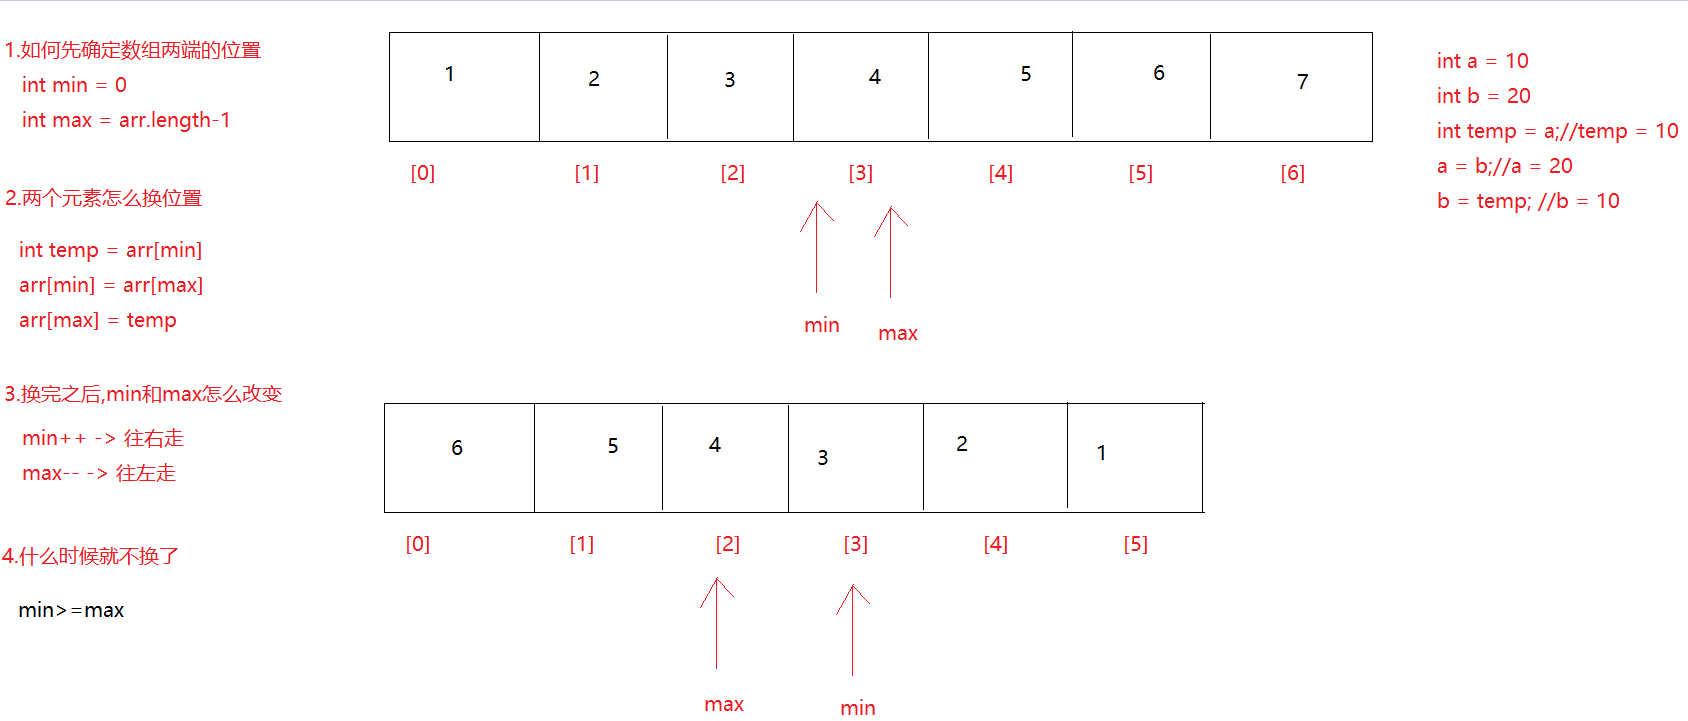 1.如何先确定数组两端的位置
int min = 0
int max = arr.length-1
2.两个元素怎么换位置
int temp = arr[min]
arr[min] = arr[max]
arr[max] = temp
3.换完之后,min和max怎么改变
min++ -> 往右走
max-- -> 往左走
4.什么时候就不换了
min>=max
1 2 3 4 5 6 7
[0] [1] [2] [3] [4] [5] [6]
min max
6 5 4 3 2 1
[0] [1] [2] [3] [4] [5]
max min
int a = 10
int b = 20
int temp = a;//temp = 10
a = b;//a = 20
b = temp; //b = 10